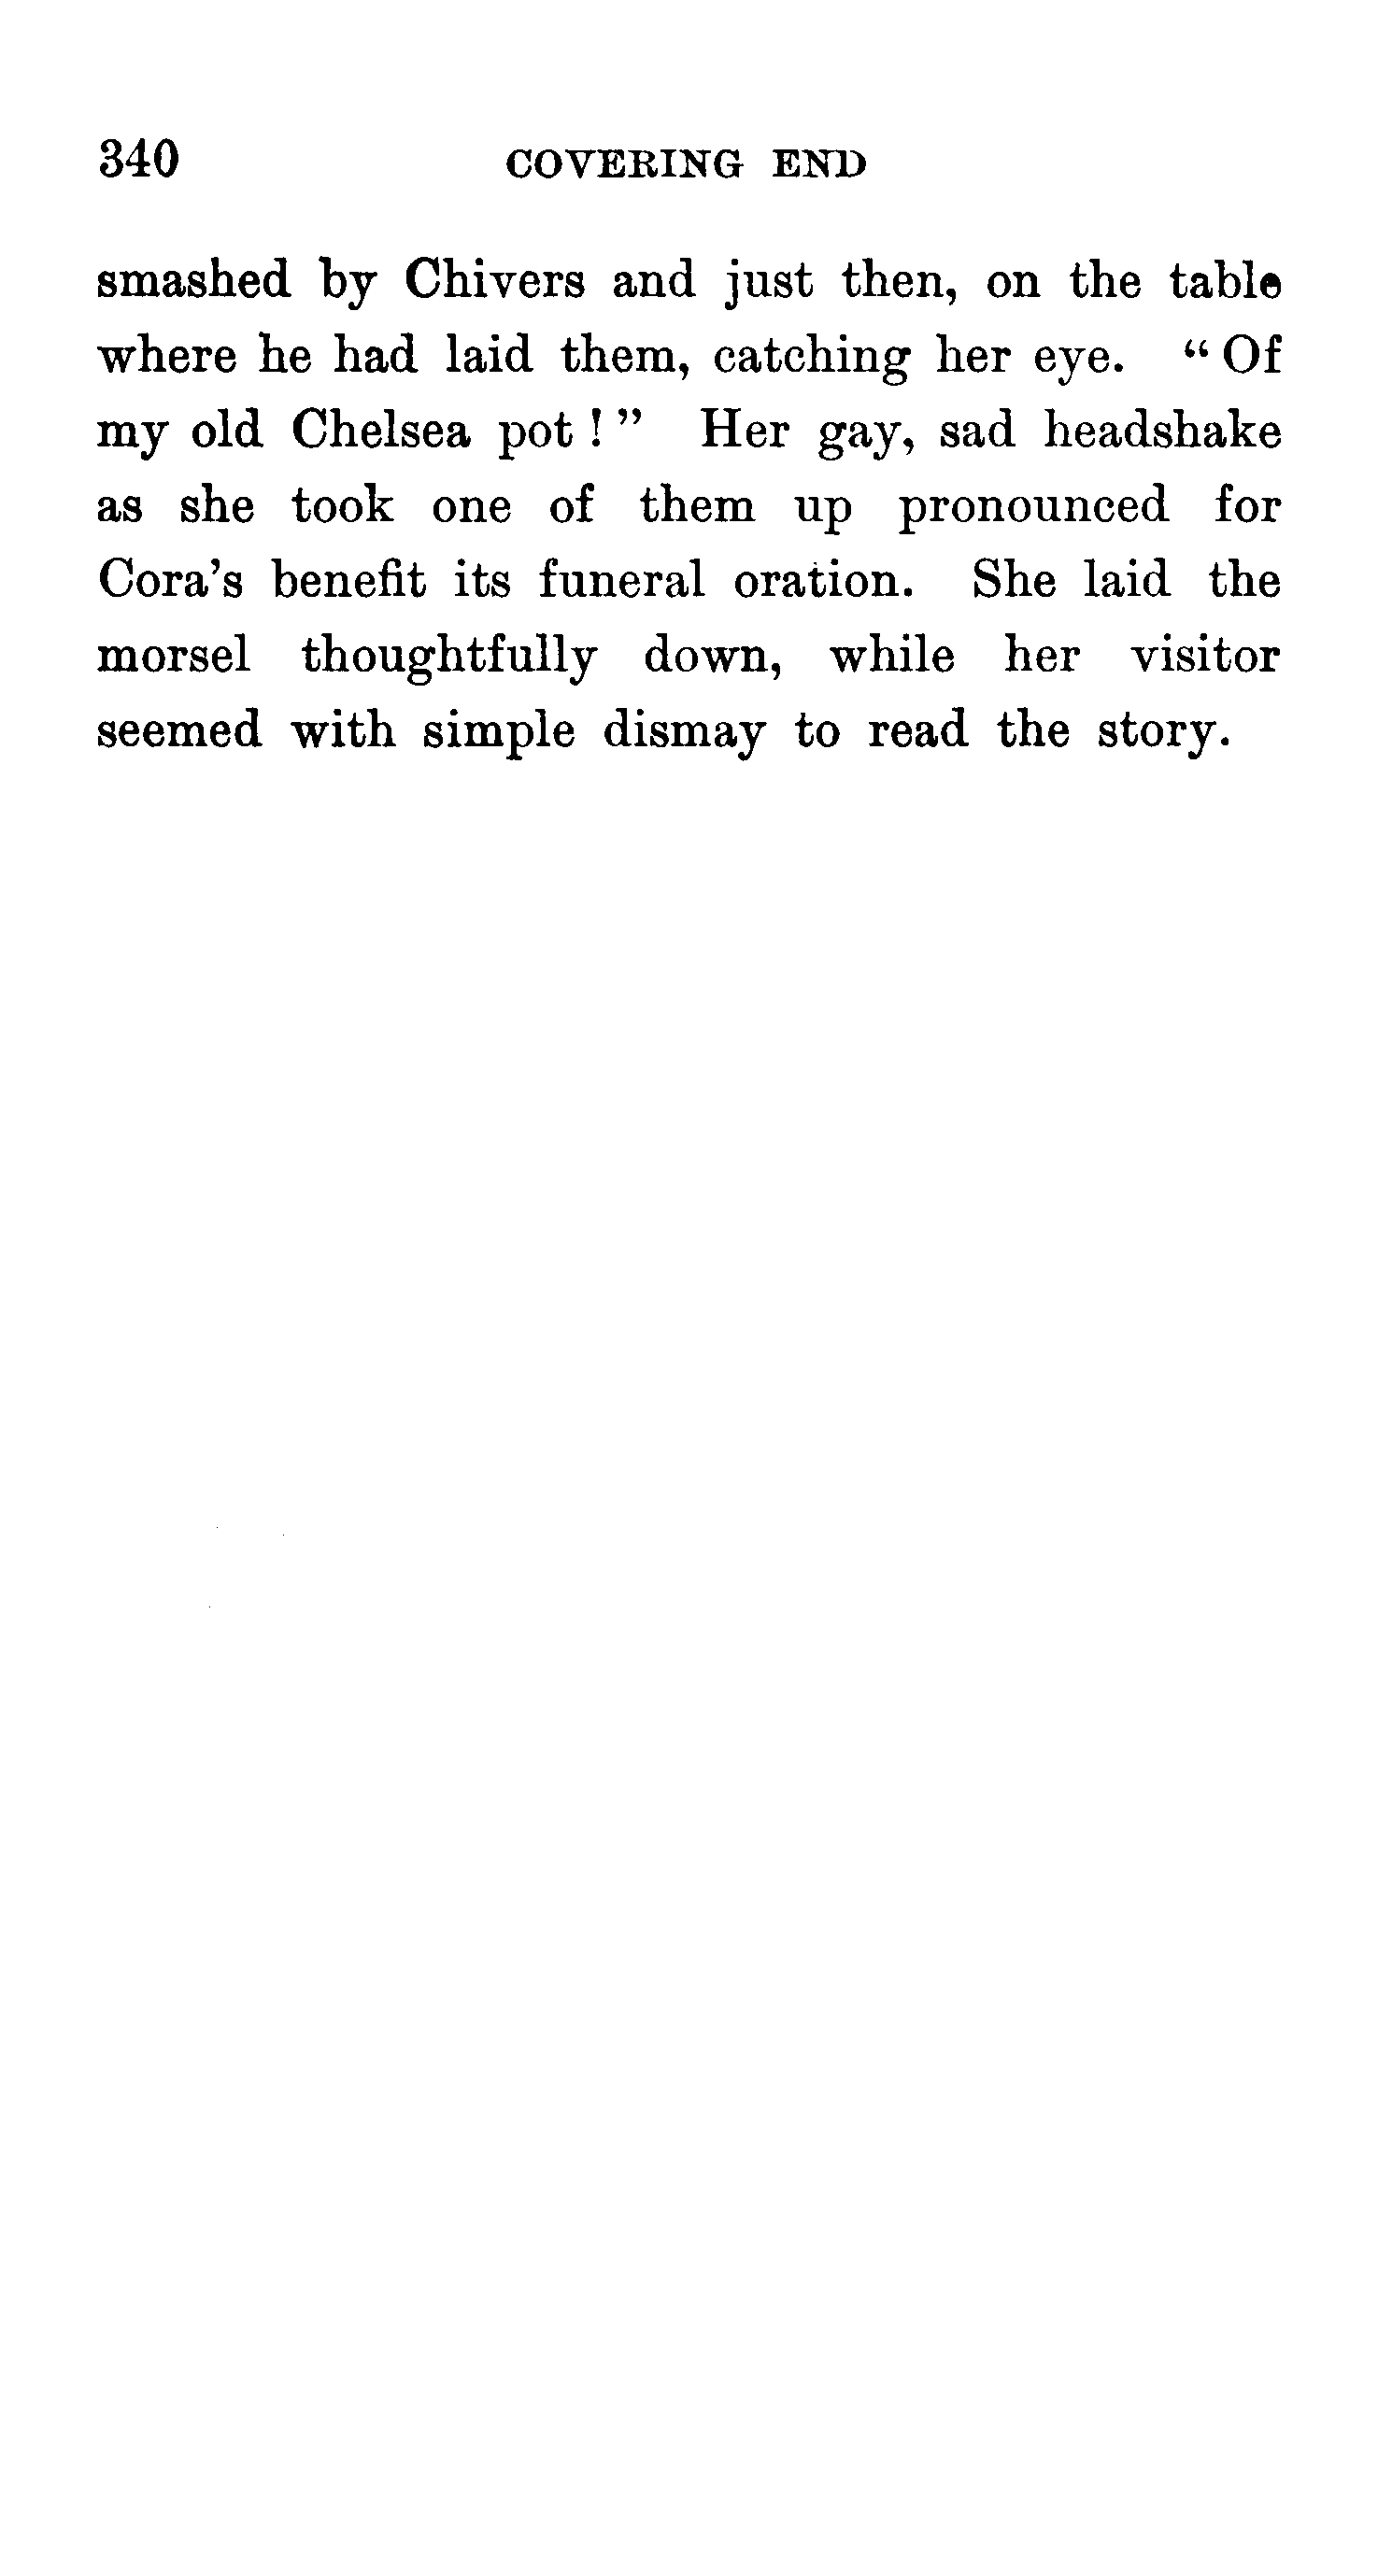 340 COVERING END
smashed by Chivers and just then, on the table
where he had laid them, catching her eye. “ Of
my old Chelsea pot ! ” Her gay, sad headshake
as she took one of them up pronounced for
Cora’s benefit its funeral oration. She laid the
morsel thoughtfully down, while her visitor
seemed with simple dismay to read the story.